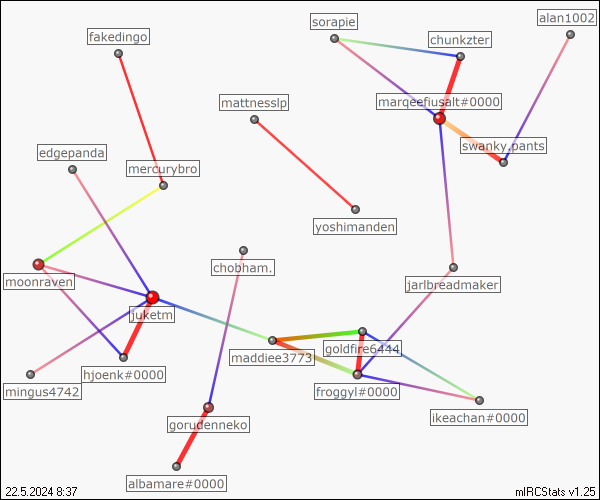 sorapie
alan1002
fakedingo
chunkzter
mattnesslp
marqeefiusalt#0000
edgepanda
swanky.pants
mercurybro
yoshimanden
chobham.
moonraven
jarlbreadmaker
juketm
goldfire6444
maddiee3773
hjoenk#0000
mingus4742
froggyl#0000
ikeachan#0000
gorudenneko
albamare#0000
22.5.2024 8:37
mIRCStats v1.25